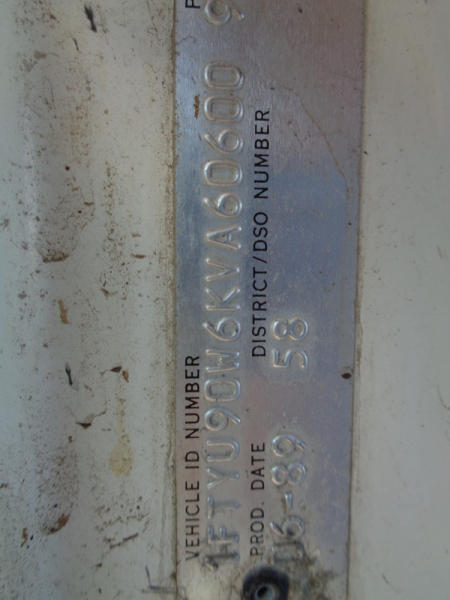 VEHICLE ID NUMBER
1FTYU90W6KVA60600
PROD. DATE DISTRICT/DSO NUMBER
06-89 58